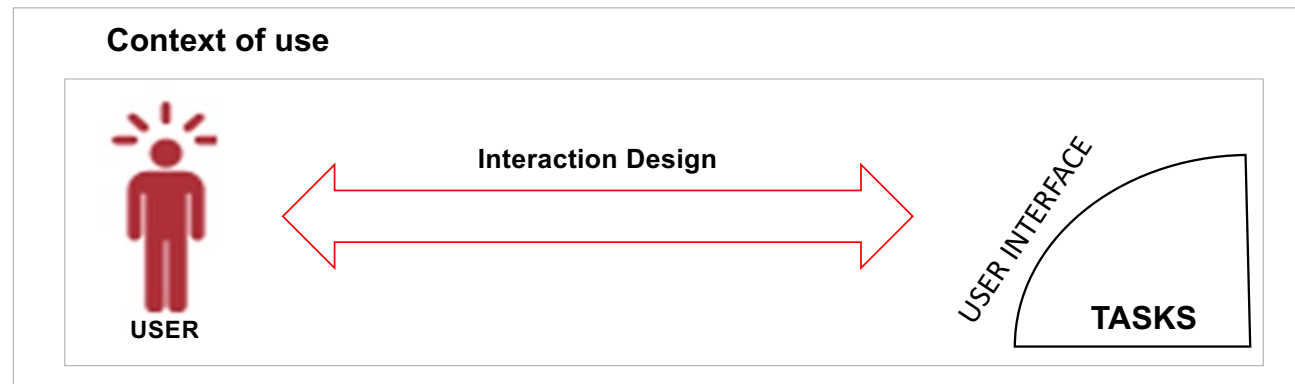 Context of use
Interaction Design
USER INTERFACE
TASKS
USER